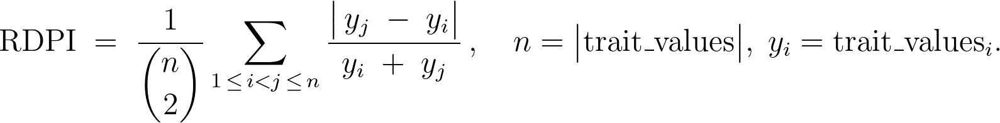 $$\mathrm{RDPI} \;=\; \frac{1}{\binom{n}{2}} \sum_{1 \le i < j \le n} \frac{|\, y_j \;-\; y_i |}{y_i \;+\; y_j}\,, \quad n = |\text{trait\_values}|,\; y_i = \text{trait\_values}_i.$$